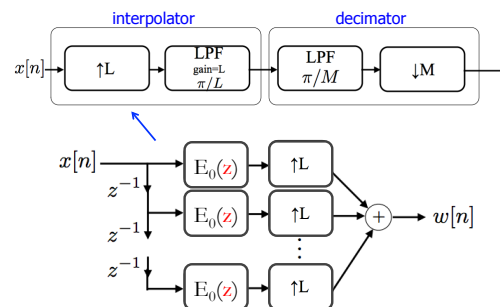 interpolator decimator
x[n] ↑L LPF gain=L π/L LPF π/M ↓M
x[n] E₀(z) ↑L
z⁻¹
E₀(z) ↑L + w[n]
z⁻¹
z⁻¹
E₀(z) ↑L